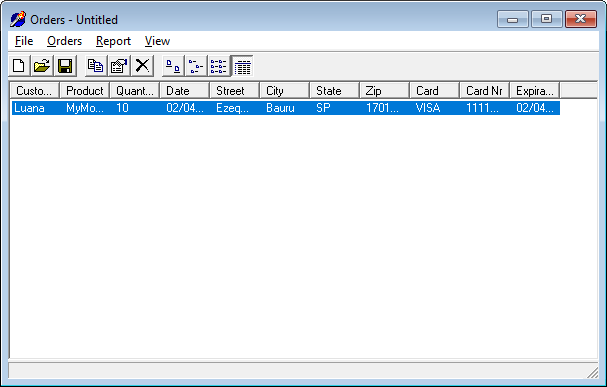 Orders - Untitled
File Orders Report View
Custo... Product Quant... Date Street City State Zip Card Card Nr Expira...
Luana MyMo... 10 02/04... Ezeq... Bauru SP 1701... VISA 1111... 02/04...